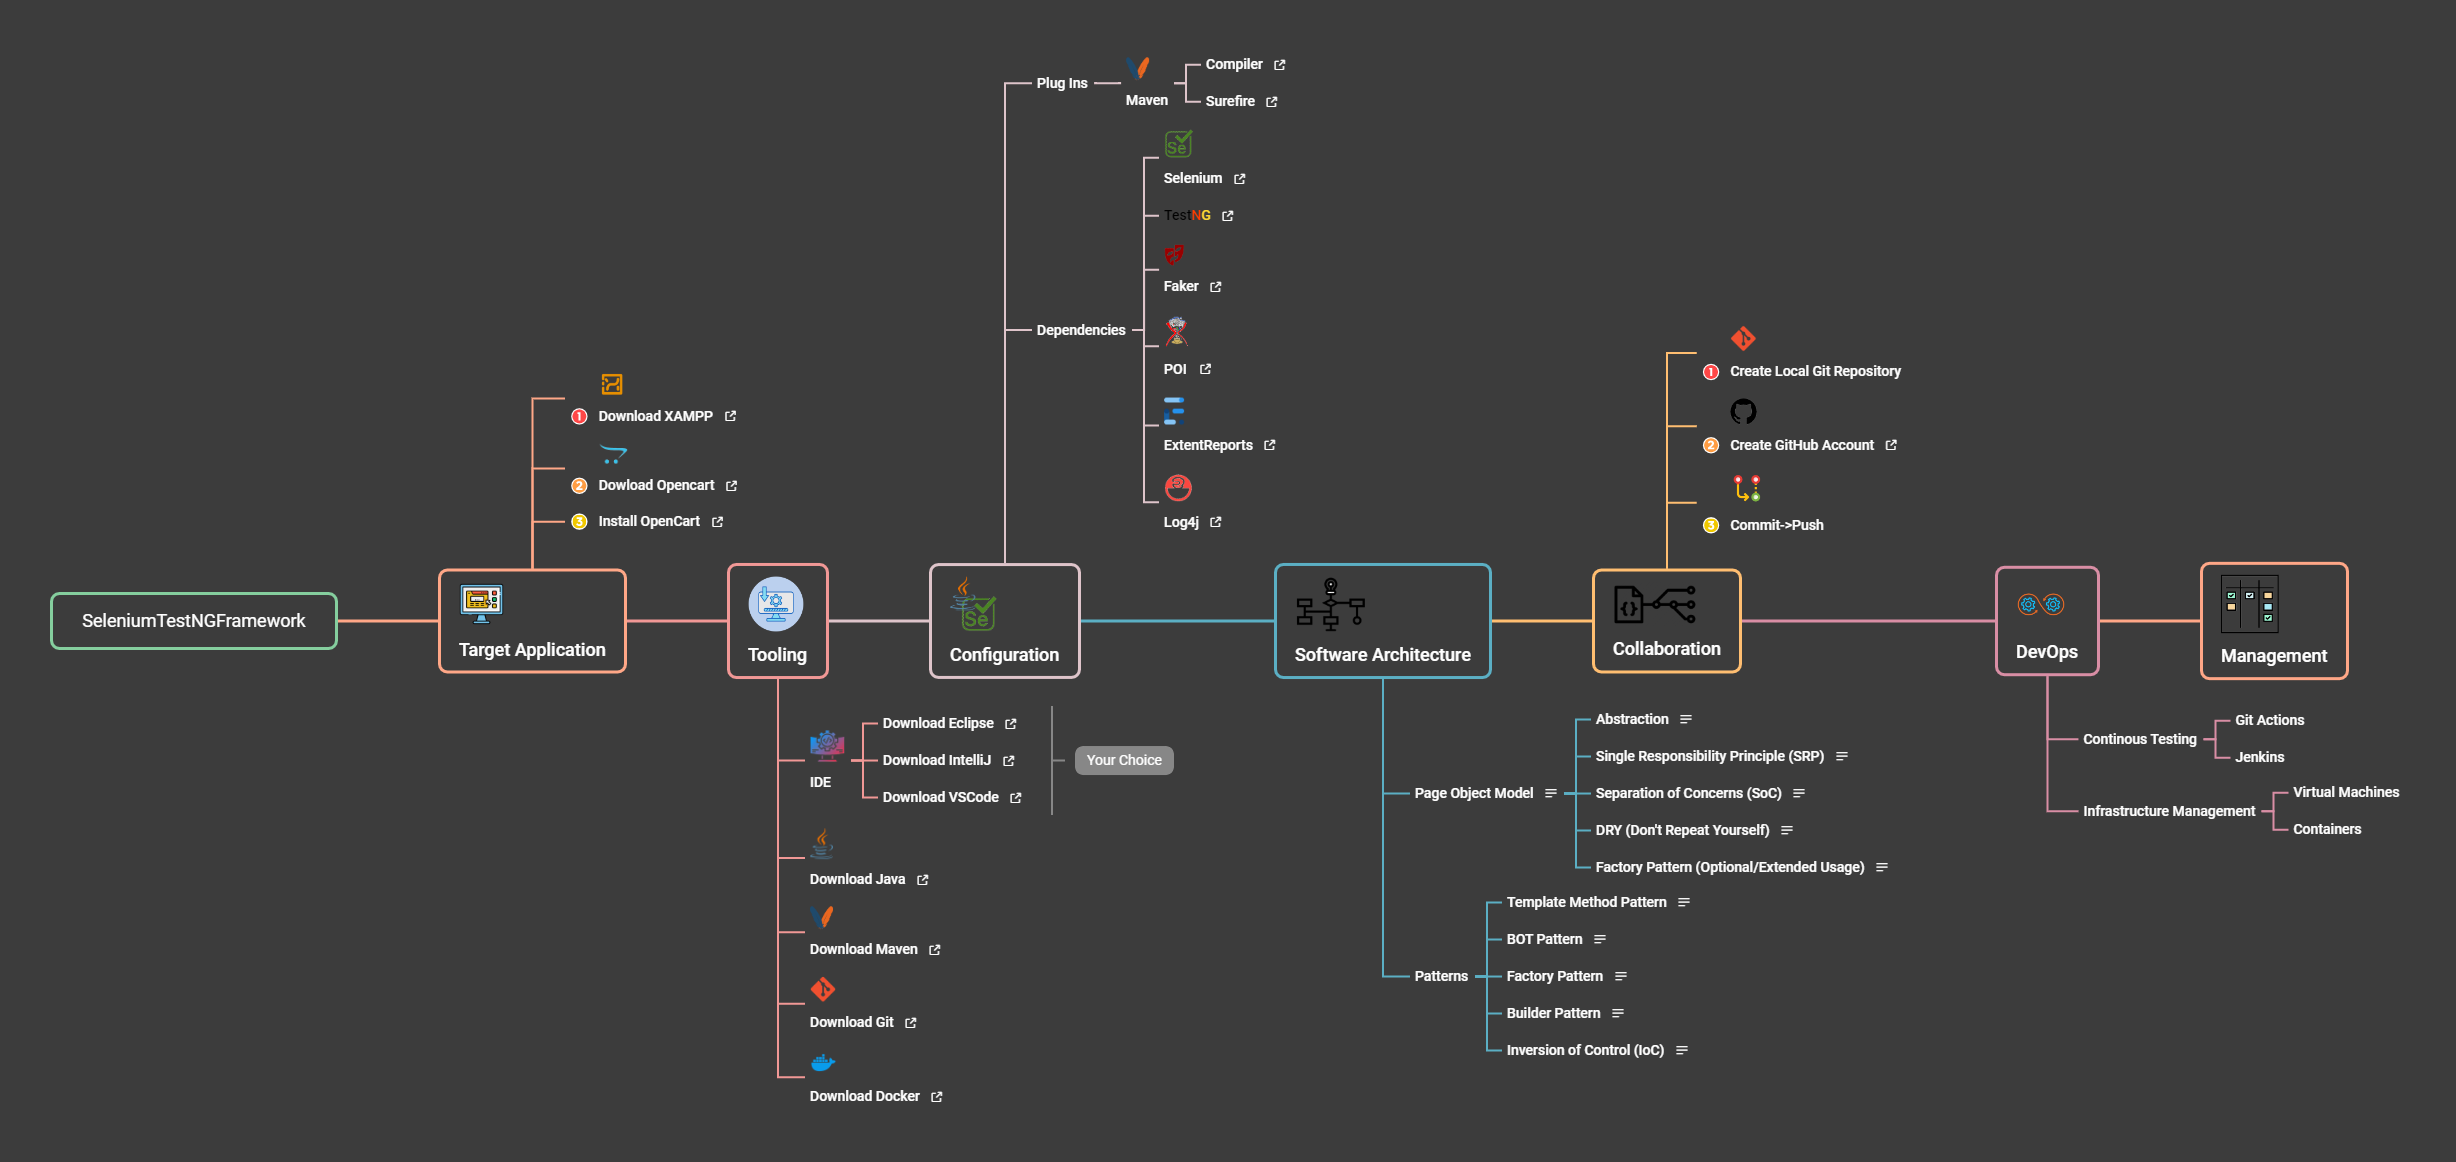 SeleniumTestNGFramework
Target Application
1 Download XAMPP
2 Dowload Opencart
3 Install OpenCart
Tooling
IDE
Download Eclipse
Download IntelliJ
Download VSCode
Your Choice
Download Java
Download Maven
Download Git
Download Docker
Configuration
Se
Plug Ins
Maven
Compiler
Surefire
Dependencies
Se
Selenium
TestNG
Faker
POI
ExtentReports
Log4j
Software Architecture
Page Object Model
Abstraction
Single Responsibility Principle (SRP)
Separation of Concerns (SoC)
DRY (Don't Repeat Yourself)
Factory Pattern (Optional/Extended Usage)
Patterns
Template Method Pattern
BOT Pattern
Factory Pattern
Builder Pattern
Inversion of Control (IoC)
Collaboration
1 Create Local Git Repository
2 Create GitHub Account
3 Commit->Push
DevOps
Continous Testing
Git Actions
Jenkins
Infrastructure Management
Virtual Machines
Containers
Management